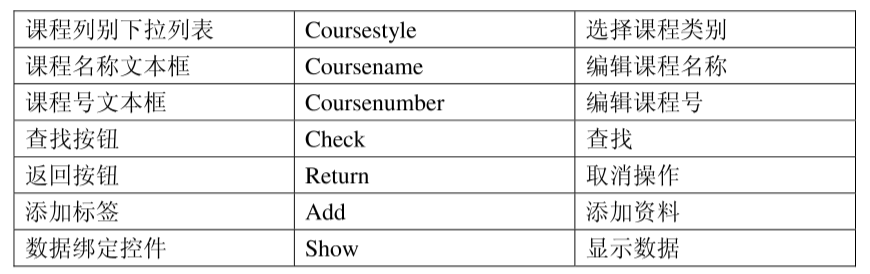 课程列别下拉列表 Coursestyle 选择课程类别
课程名称文本框 Coursename 编辑课程名称
课程号文本框 Coursenumber 编辑课程号
查找按钮 Check 查找
返回按钮 Return 取消操作
添加标签 Add 添加资料
数据绑定控件 Show 显示数据